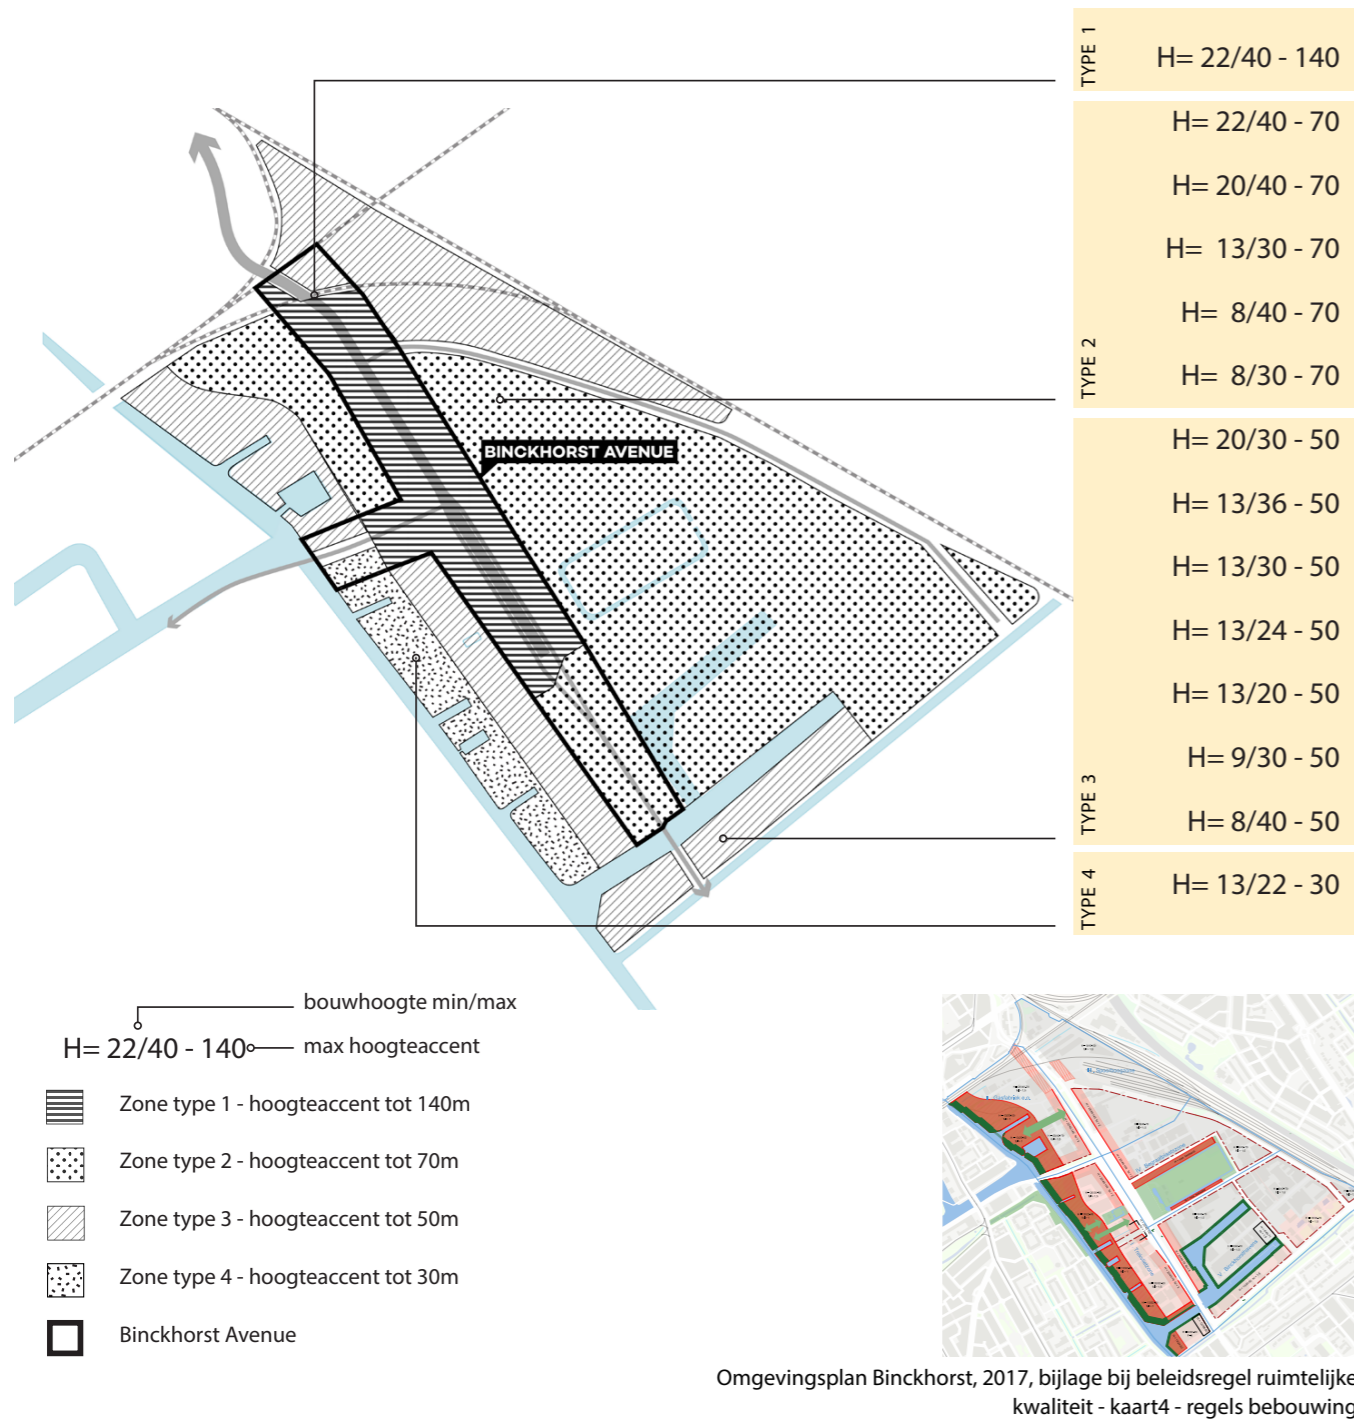 TYPE 1
H= 22/40 - 140
TYPE 2
H= 22/40 - 70
H= 20/40 - 70
H= 13/30 - 70
H= 8/40 - 70
H= 8/30 - 70
TYPE 3
H= 20/30 - 50
H= 13/36 - 50
H= 13/30 - 50
H= 13/24 - 50
H= 13/20 - 50
H= 9/30 - 50
H= 8/40 - 50
TYPE 4
H= 13/22 - 30
BINCKHORST AVENUE
bouwhoogte min/max
H= 22/40 - 140
max hoogteaccent
Zone type 1 - hoogteaccent tot 140m
Zone type 2 - hoogteaccent tot 70m
Zone type 3 - hoogteaccent tot 50m
Zone type 4 - hoogteaccent tot 30m
Binckhorst Avenue
Omgevingsplan Binckhorst, 2017, bijlage bij beleidsregel ruimtelijke
kwaliteit - kaart4 - regels bebouwing